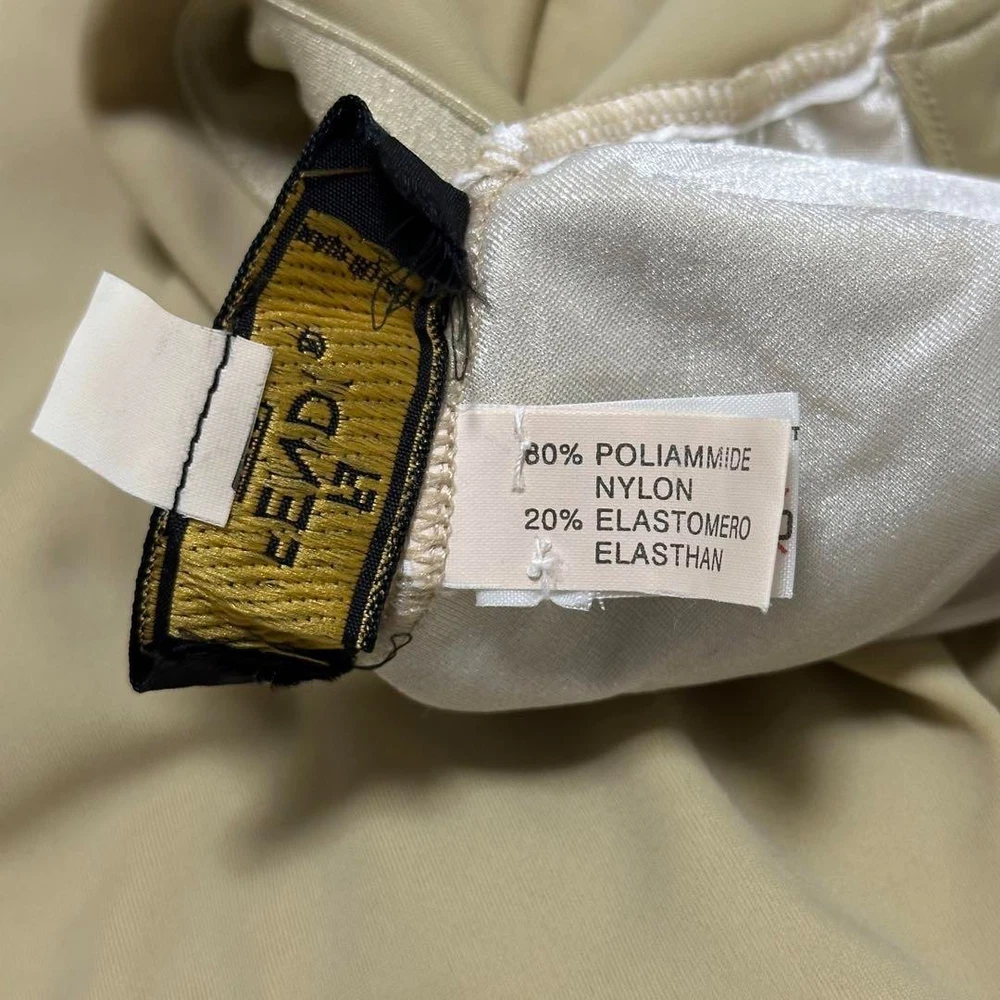 FENDI®
80% POLIAMMIDE
NYLON
20% ELASTOMERO
ELASTHAN
T
O